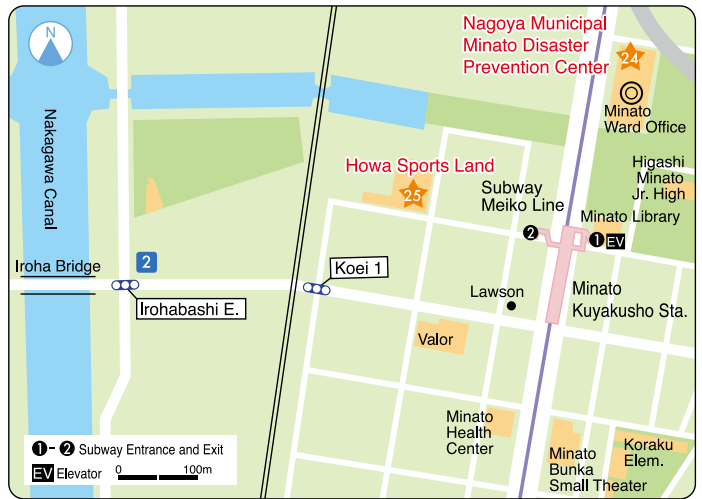 N
Nagoya Municipal
Minato Disaster
Prevention Center
24
Minato
Ward Office
Nakagawa Canal
Howa Sports Land
25
Higashi
Minato
Jr. High
Subway
Meiko Line
Minato Library
2
1 EV
2
Iroha Bridge
Koei 1
Irohabashi E.
Lawson
Minato
Kuyakusho Sta.
Valor
Minato
Health
Center
Minato
Bunka
Small Theater
Koraku
Elem.
1 - 2 Subway Entrance and Exit
EV Elevator 0 100m